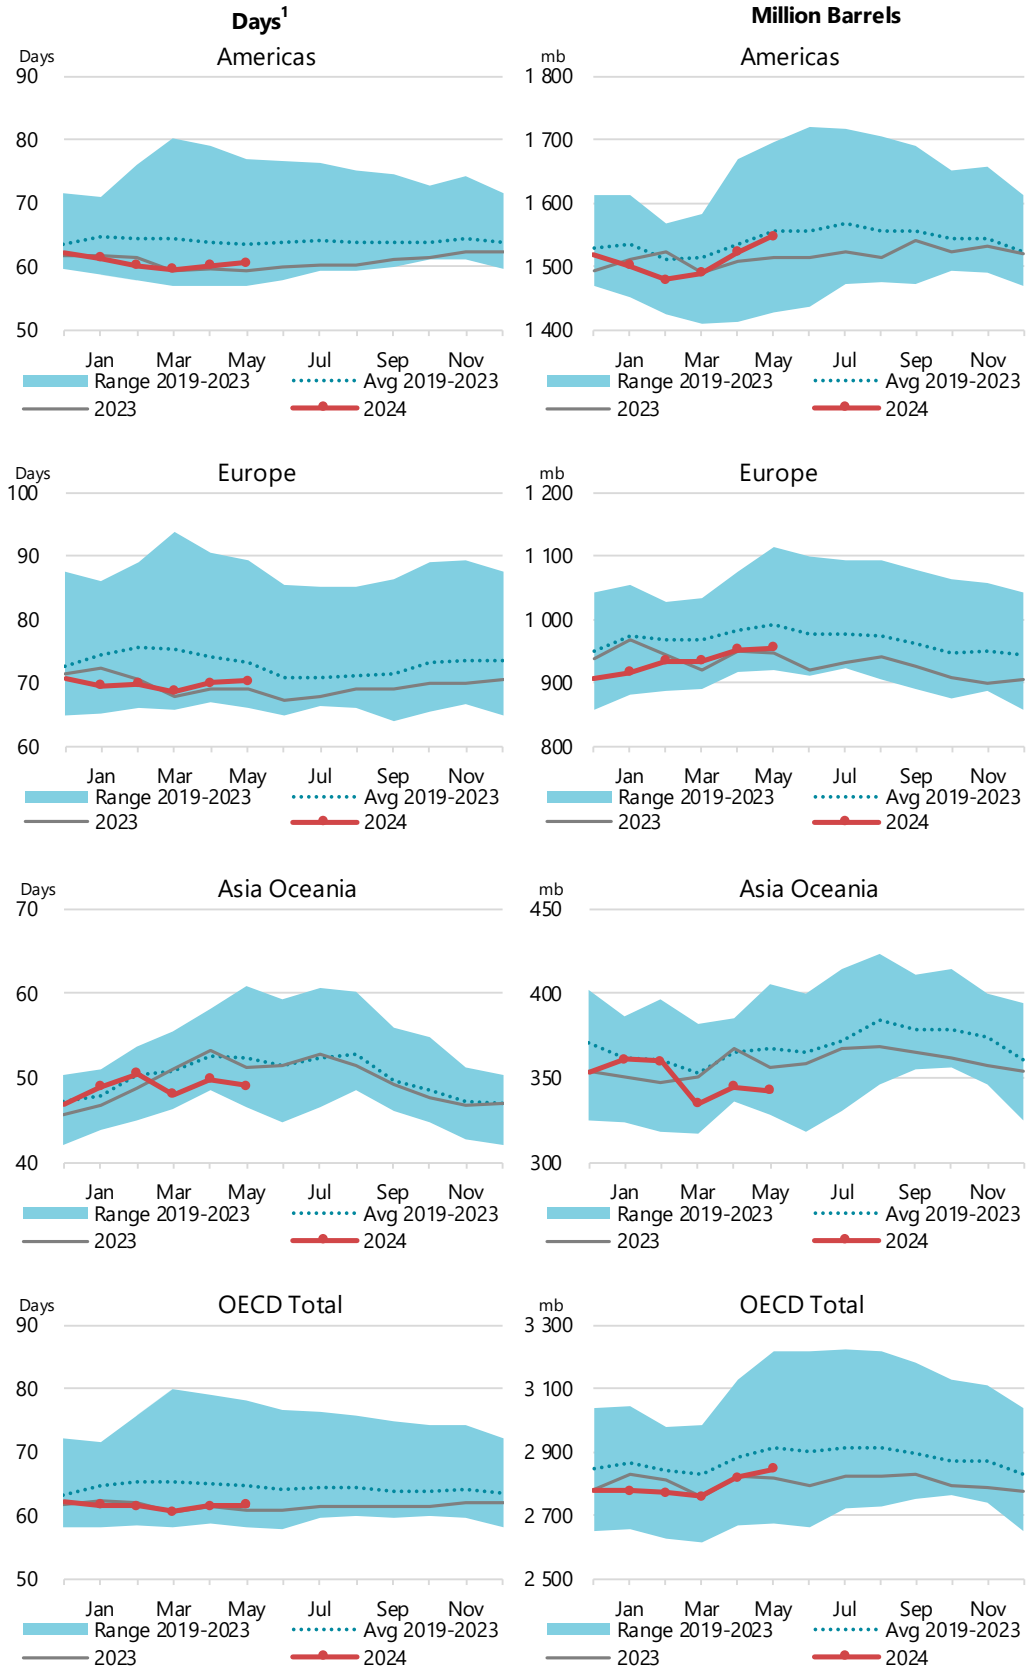 Days1
Million Barrels
Days
Americas
90
80
70
60
50
Jan Mar May Jul Sep Nov
Range 2019-2023 Avg 2019-2023
2023 2024
mb
Americas
1 800
1 700
1 600
1 500
1 400
Jan Mar May Jul Sep Nov
Range 2019-2023 Avg 2019-2023
2023 2024
Days
Europe
100
90
80
70
60
Jan Mar May Jul Sep Nov
Range 2019-2023 Avg 2019-2023
2023 2024
mb
Europe
1 200
1 100
1 000
900
800
Jan Mar May Jul Sep Nov
Range 2019-2023 Avg 2019-2023
2023 2024
Days
Asia Oceania
70
60
50
40
Jan Mar May Jul Sep Nov
Range 2019-2023 Avg 2019-2023
2023 2024
mb
Asia Oceania
450
400
350
300
Jan Mar May Jul Sep Nov
Range 2019-2023 Avg 2019-2023
2023 2024
Days
OECD Total
90
80
70
60
50
Jan Mar May Jul Sep Nov
Range 2019-2023 Avg 2019-2023
2023 2024
mb
OECD Total
3 300
3 100
2 900
2 700
2 500
Jan Mar May Jul Sep Nov
Range 2019-2023 Avg 2019-2023
2023 2024